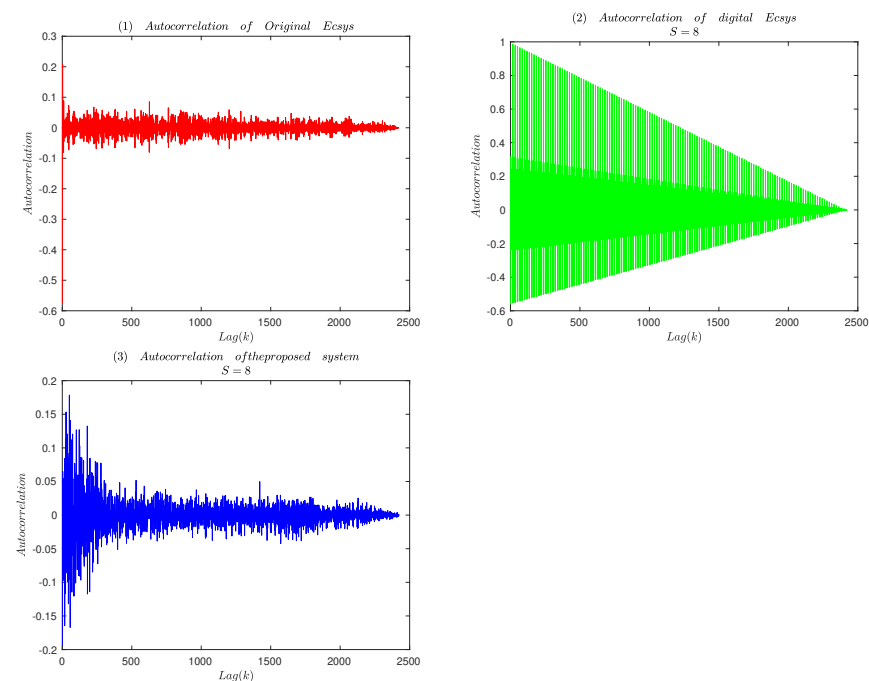 (1) Autocorrelation of Original Ecsys
0.3
0.2
0.1
0
-0.1
-0.2
-0.3
-0.4
-0.5
-0.6
Autocorrelation
0 500 1000 1500 2000 2500
Lag(k)
(2) Autocorrelation of digital Ecsys
S = 8
1
0.8
0.6
0.4
0.2
0
-0.2
-0.4
-0.6
Autocorrelation
0 500 1000 1500 2000 2500
Lag(k)
(3) Autocorrelation oftheproposed system
S = 8
0.2
0.15
0.1
0.05
0
-0.05
-0.1
-0.15
-0.2
Autocorrelation
0 500 1000 1500 2000 2500
Lag(k)